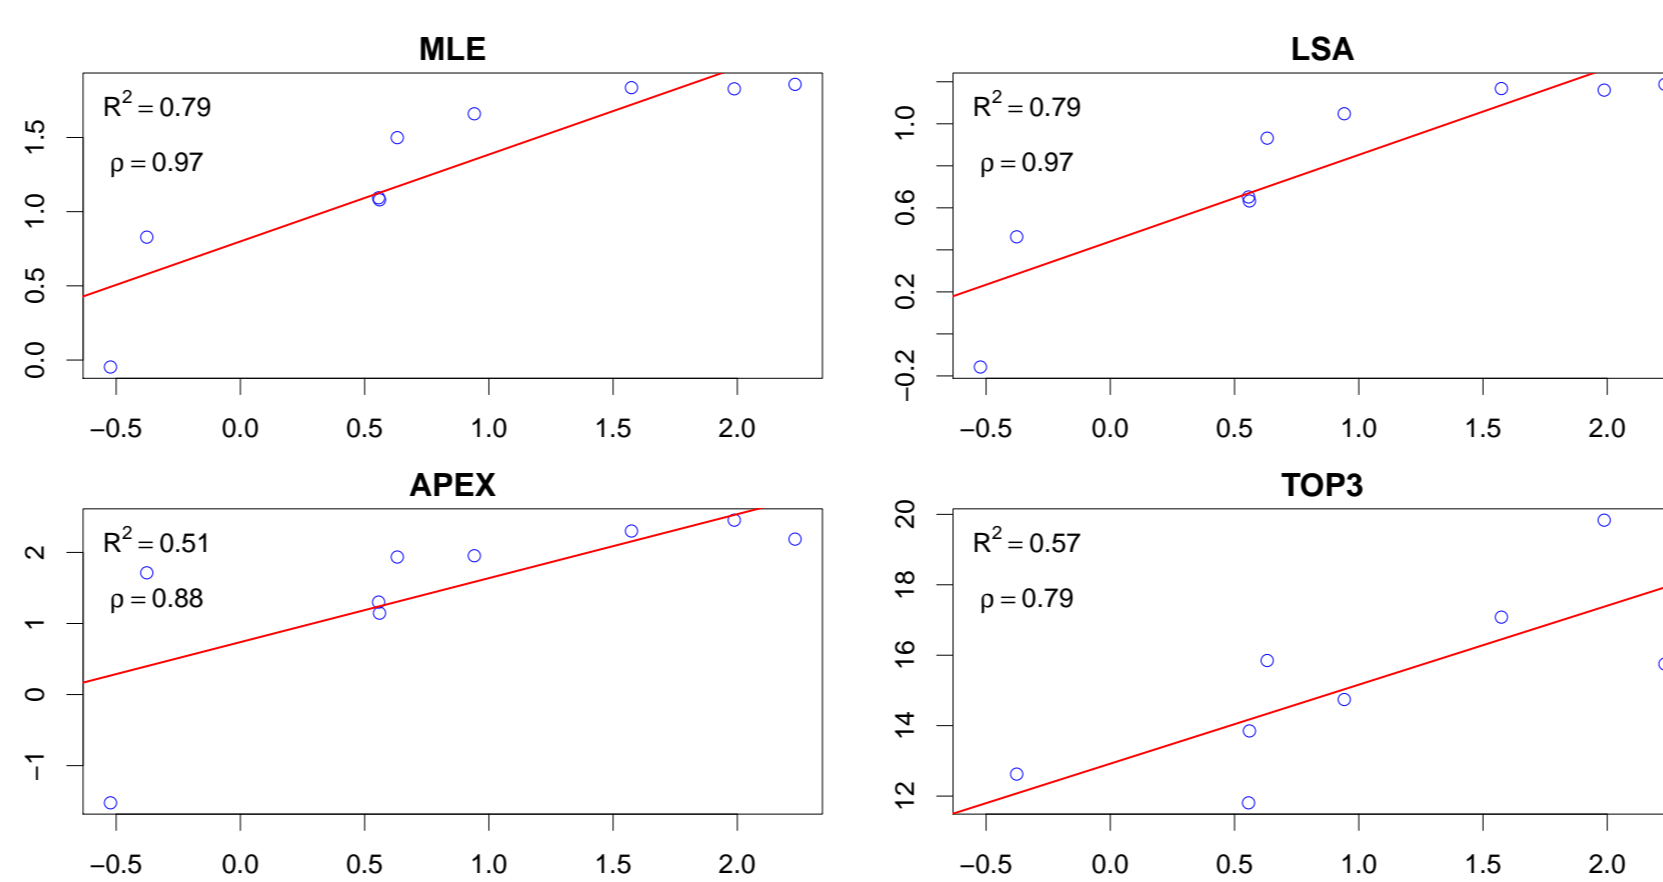 MLE
R² = 0.79
ρ = 0.97
0.0 0.5 1.0 1.5
−0.5 0.0 0.5 1.0 1.5 2.0
LSA
R² = 0.79
ρ = 0.97
−0.2 0.2 0.6 1.0
−0.5 0.0 0.5 1.0 1.5 2.0
APEX
R² = 0.51
ρ = 0.88
−1 0 1 2
−0.5 0.0 0.5 1.0 1.5 2.0
TOP3
R² = 0.57
ρ = 0.79
12 14 16 18 20
−0.5 0.0 0.5 1.0 1.5 2.0